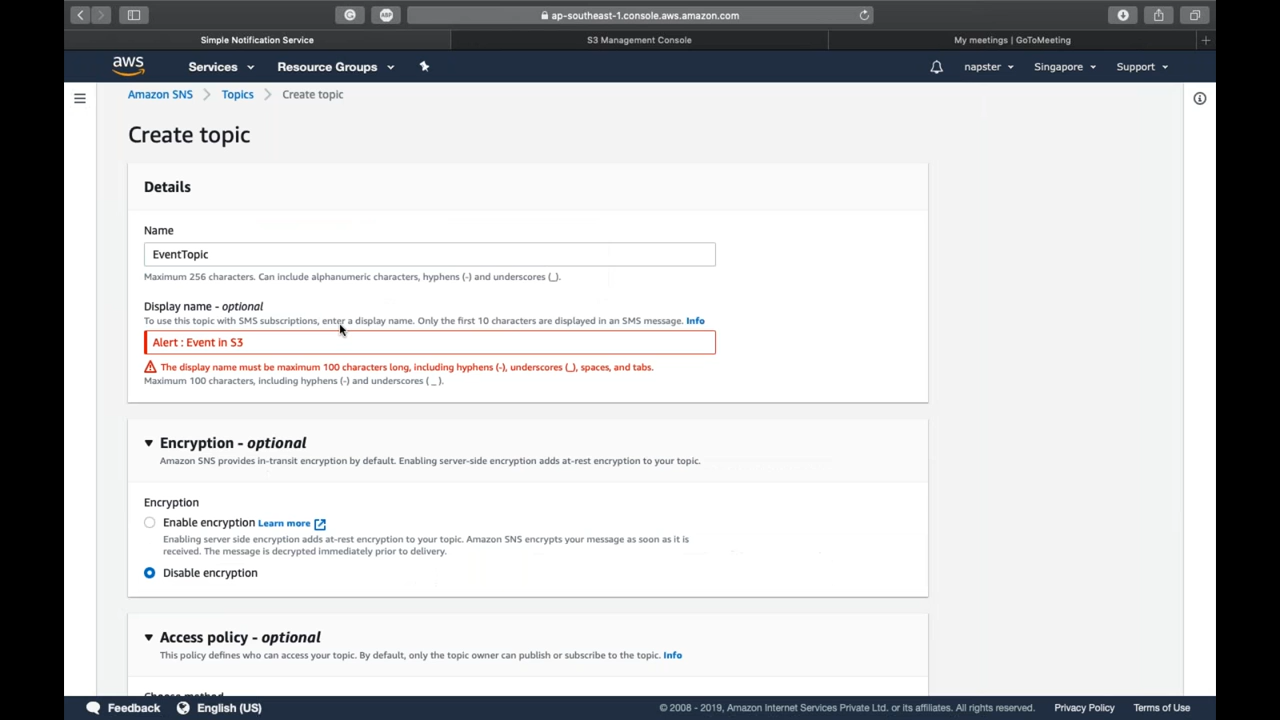 ap-southeast-1.console.aws.amazon.com
Simple Notification Service
S3 Management Console
My meetings | GoToMeeting
aws
Services
Resource Groups
napster
Singapore
Support
Amazon SNS > Topics > Create topic
Create topic
Details
Name
EventTopic
Maximum 256 characters. Can include alphanumeric characters, hyphens (-) and underscores (_).
Display name - optional
To use this topic with SMS subscriptions, enter a display name. Only the first 10 characters are displayed in an SMS message. Info
Alert : Event in S3
The display name must be maximum 100 characters long, including hyphens (-), underscores (_), spaces, and tabs.
Maximum 100 characters, including hyphens (-) and underscores ( _ ).
Encryption - optional
Amazon SNS provides in-transit encryption by default. Enabling server-side encryption adds at-rest encryption to your topic.
Encryption
Enable encryption Learn more
Enabling server side encryption adds at-rest encryption to your topic. Amazon SNS encrypts your message as soon as it is
received. The message is decrypted immediately prior to delivery.
Disable encryption
Access policy - optional
This policy defines who can access your topic. By default, only the topic owner can publish or subscribe to the topic. Info
Choose method
Feedback
English (US)
© 2008 - 2019, Amazon Internet Services Private Ltd. or its affiliates. All rights reserved.
Privacy Policy
Terms of Use